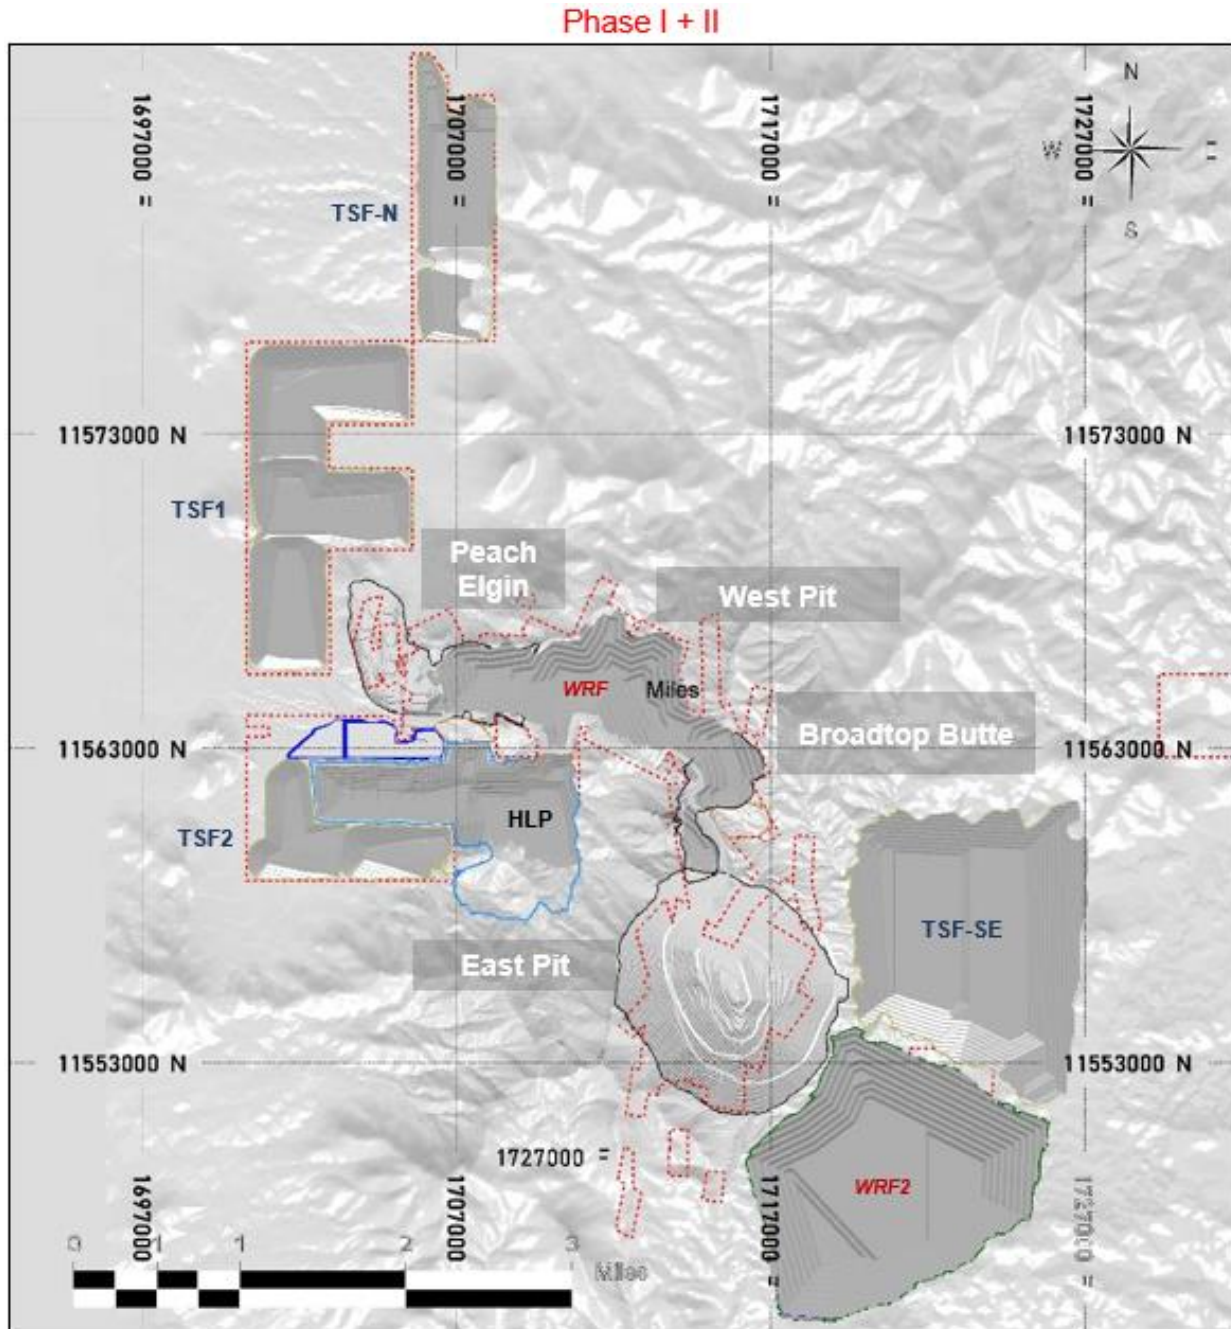 Phase I + II
1697000 =
1707000 =
1717000 =
1727000 =
N
W
S
TSF-N
11573000 N
11573000 N
TSF1
Peach
Elgin
West Pit
WRF
Miles
Broadtop Butte
11563000 N
11563000 N
TSF2
HLP
TSF-SE
East Pit
11553000 N
11553000 N
1727000 =
WRF2
1697000
1707000
1717000
1727000 =
0
1
2
3
Miles